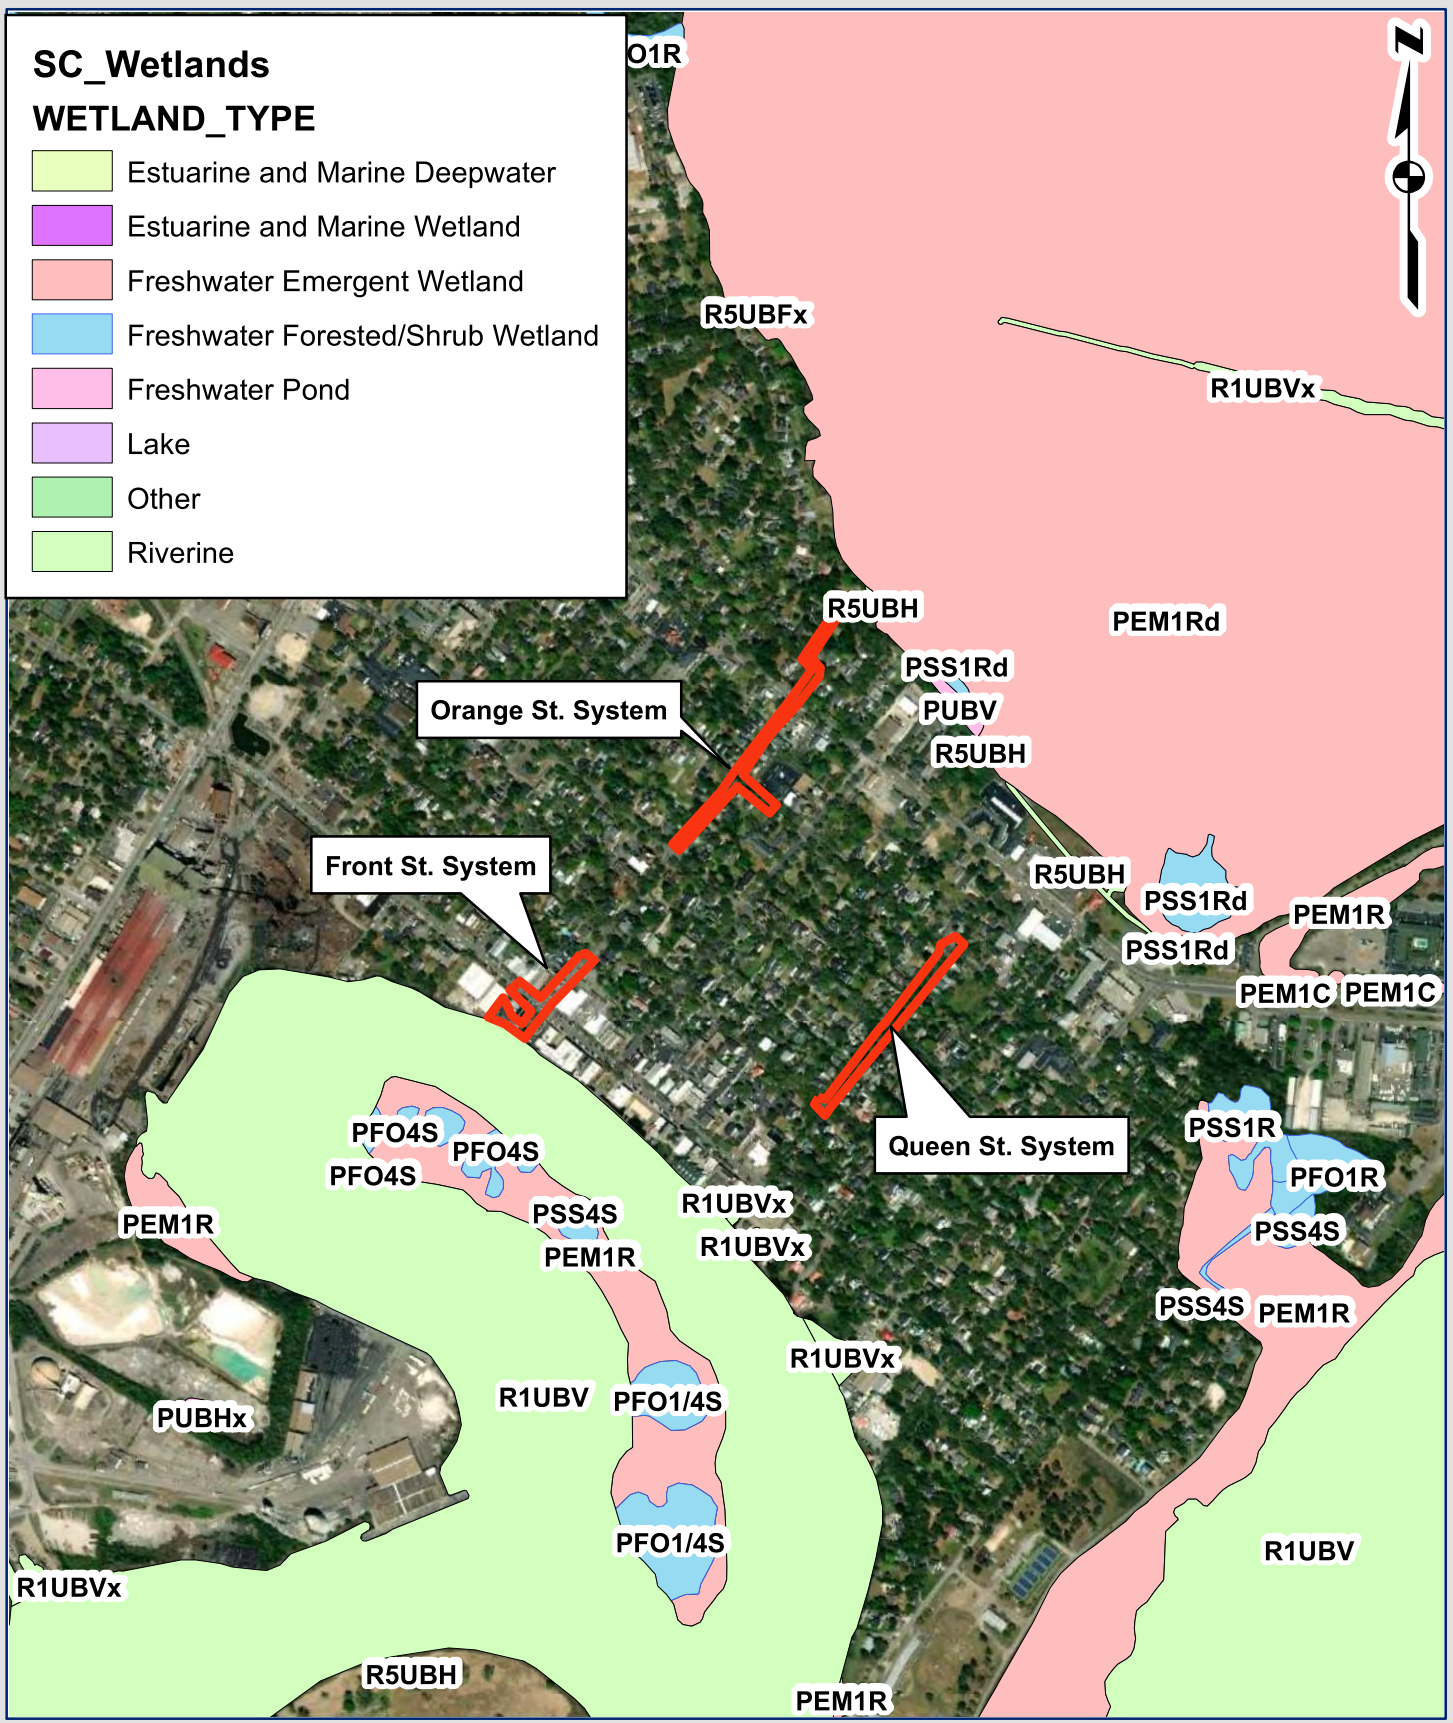 SC_Wetlands
WETLAND_TYPE
Estuarine and Marine Deepwater
Estuarine and Marine Wetland
Freshwater Emergent Wetland
Freshwater Forested/Shrub Wetland
Freshwater Pond
Lake
Other
Riverine
O1R
N
R5UBFx
R1UBVx
R5UBH
PEM1Rd
PSS1Rd
Orange St. System
PUBV
R5UBH
Front St. System
R5UBH
PSS1Rd
PEM1R
PSS1Rd
PEM1C PEM1C
PFO4S
PSS1R
Queen St. System
PFO4S
PFO4S
PFO1R
R1UBVx
PSS4S
PEM1R
PSS4S
R1UBVx
PEM1R
PSS4S
PEM1R
R1UBVx
R1UBV
PFO1/4S
PUBHx
PFO1/4S
R1UBV
R1UBVx
R5UBH
PEM1R